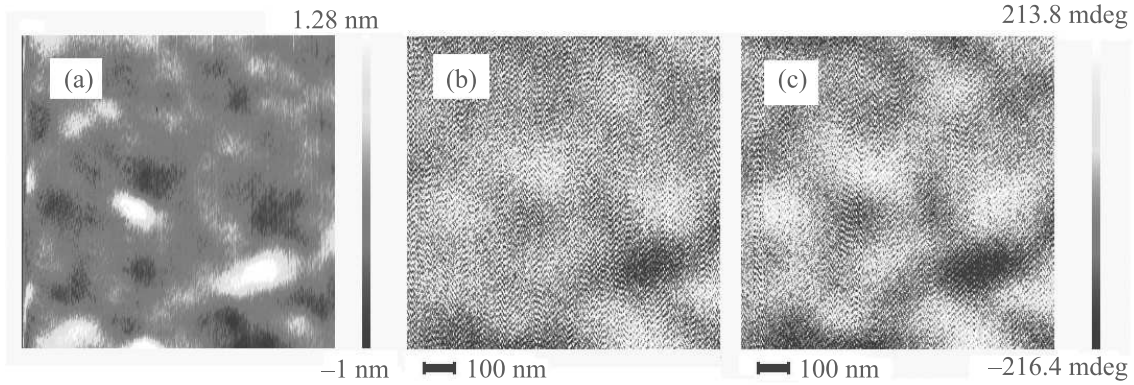 1.28 nm
213.8 mdeg
(a)
(b)
(c)
–1 nm
100 nm
100 nm
–216.4 mdeg